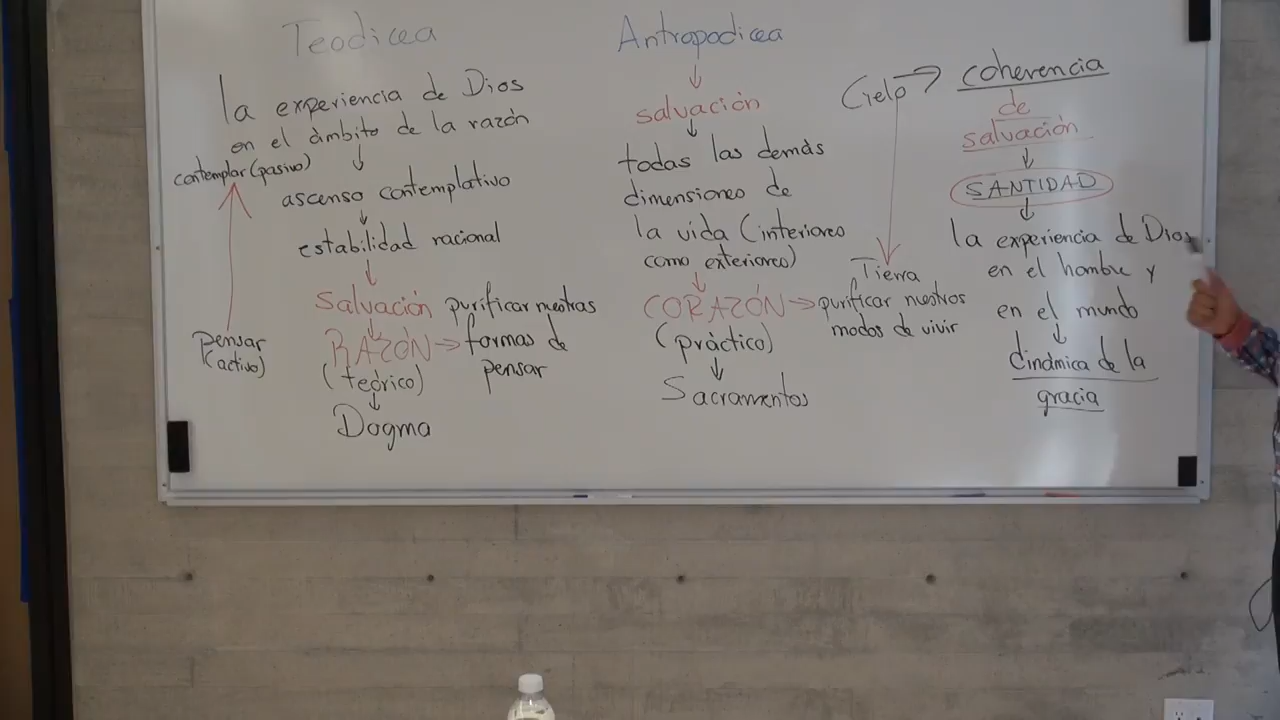 Teodicea
la experiencia de Dios
en el ámbito de la razón
contemplar (pasivo)
ascenso contemplativo
estabilidad racional
Salvación purificar nuestras
RAZÓN → formas de
pensar
(teórico)
Dogma
Pensar
(activo)
Antropodicea
salvación
todas las demás
dimensiones de
la vida (interiores
como exteriores)
CORAZÓN → purificar nuestros
modos de vivir
(práctico)
Sacramentos
Cielo → coherencia
Tierra
de
salvación
SANTIDAD
la experiencia de Dios
en el hombre y
en el mundo
dinámica de la
gracia